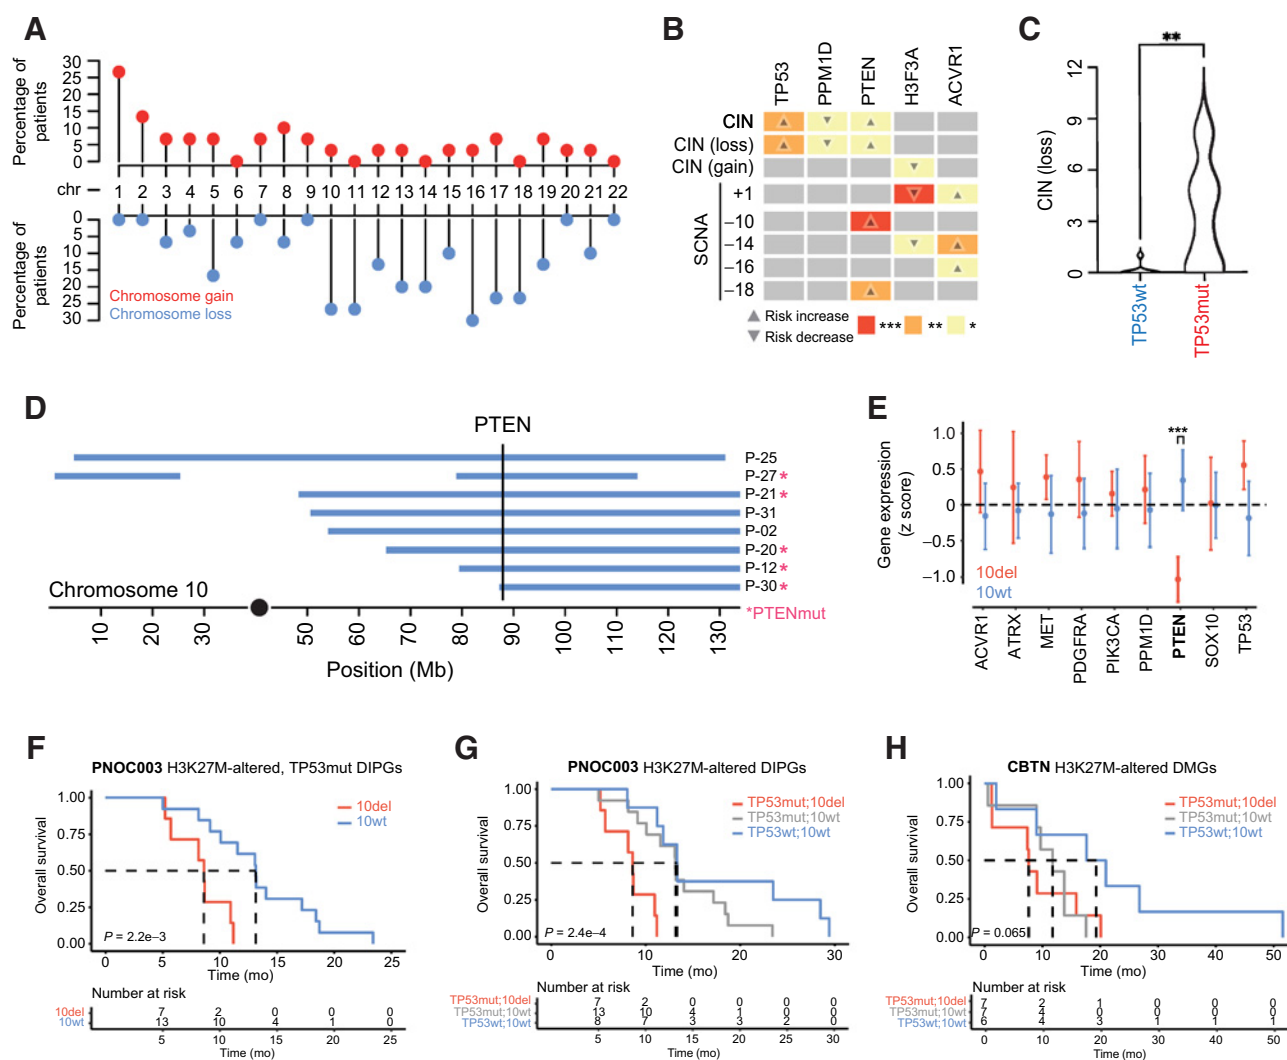 A
Percentage of
patients
30
25
20
15
10
5
0
chr
1 2 3 4 5 6 7 8 9 10 11 12 13 14 15 16 17 18 19 20 21 22
Percentage of
patients
0
5
10
15
20
25
30
Chromosome gain
Chromosome loss
B
TP53 PPM1D PTEN H3F3A ACVR1
CIN
CIN (loss)
CIN (gain)
SCNA
+1
−10
−14
−16
−18
Risk increase
Risk decrease
*** ** *
C
**
CIN (loss)
12
9
6
3
0
TP53wt TP53mut
D
PTEN
P-25
P-27*
P-21*
P-31
P-02
P-20*
P-12*
P-30*
Chromosome 10
*PTENmut
10 20 30 50 60 70 80 90 100 110 120 130
Position (Mb)
E
***
Gene expression
(z score)
1.0
0.5
0
−0.5
−1.0
10del
10wt
ACVR1 ATRX MET PDGFRA PIK3CA PPM1D PTEN SOX10 TP53
F
PNOC003 H3K27M-altered, TP53mut DIPGs
Overall survival
1.00
0.75
0.50
0.25
0.00
10del
10wt
P = 2.2e−3
0 5 10 15 20 25
Time (mo)
Number at risk
10del 7 2 0 0 0
10wt 13 10 4 1 0
5 10 15 20 25
Time (mo)
G
PNOC003 H3K27M-altered DIPGs
Overall survival
1.00
0.75
0.50
0.25
0.00
TP53mut;10del
TP53mut;10wt
TP53wt;10wt
P = 2.4e−4
0 10 20 30
Time (mo)
Number at risk
TP53mut;10del 7 2 0 0 0 0
TP53mut;10wt 13 10 4 1 0 0
TP53wt;10wt 8 7 3 3 2 0
5 10 15 20 25 30
Time (mo)
H
CBTN H3K27M-altered DMGs
Overall survival
1.00
0.75
0.50
0.25
0.00
TP53mut;10del
TP53mut;10wt
TP53wt;10wt
P = 0.065
0 10 20 30 40 50
Time (mo)
Number at risk
TP53mut;10del 7 2 1 0 0 0
TP53mut;10wt 7 4 0 0 0 0
TP53wt;10wt 6 4 3 1 1 1
0 10 20 30 40 50
Time (mo)